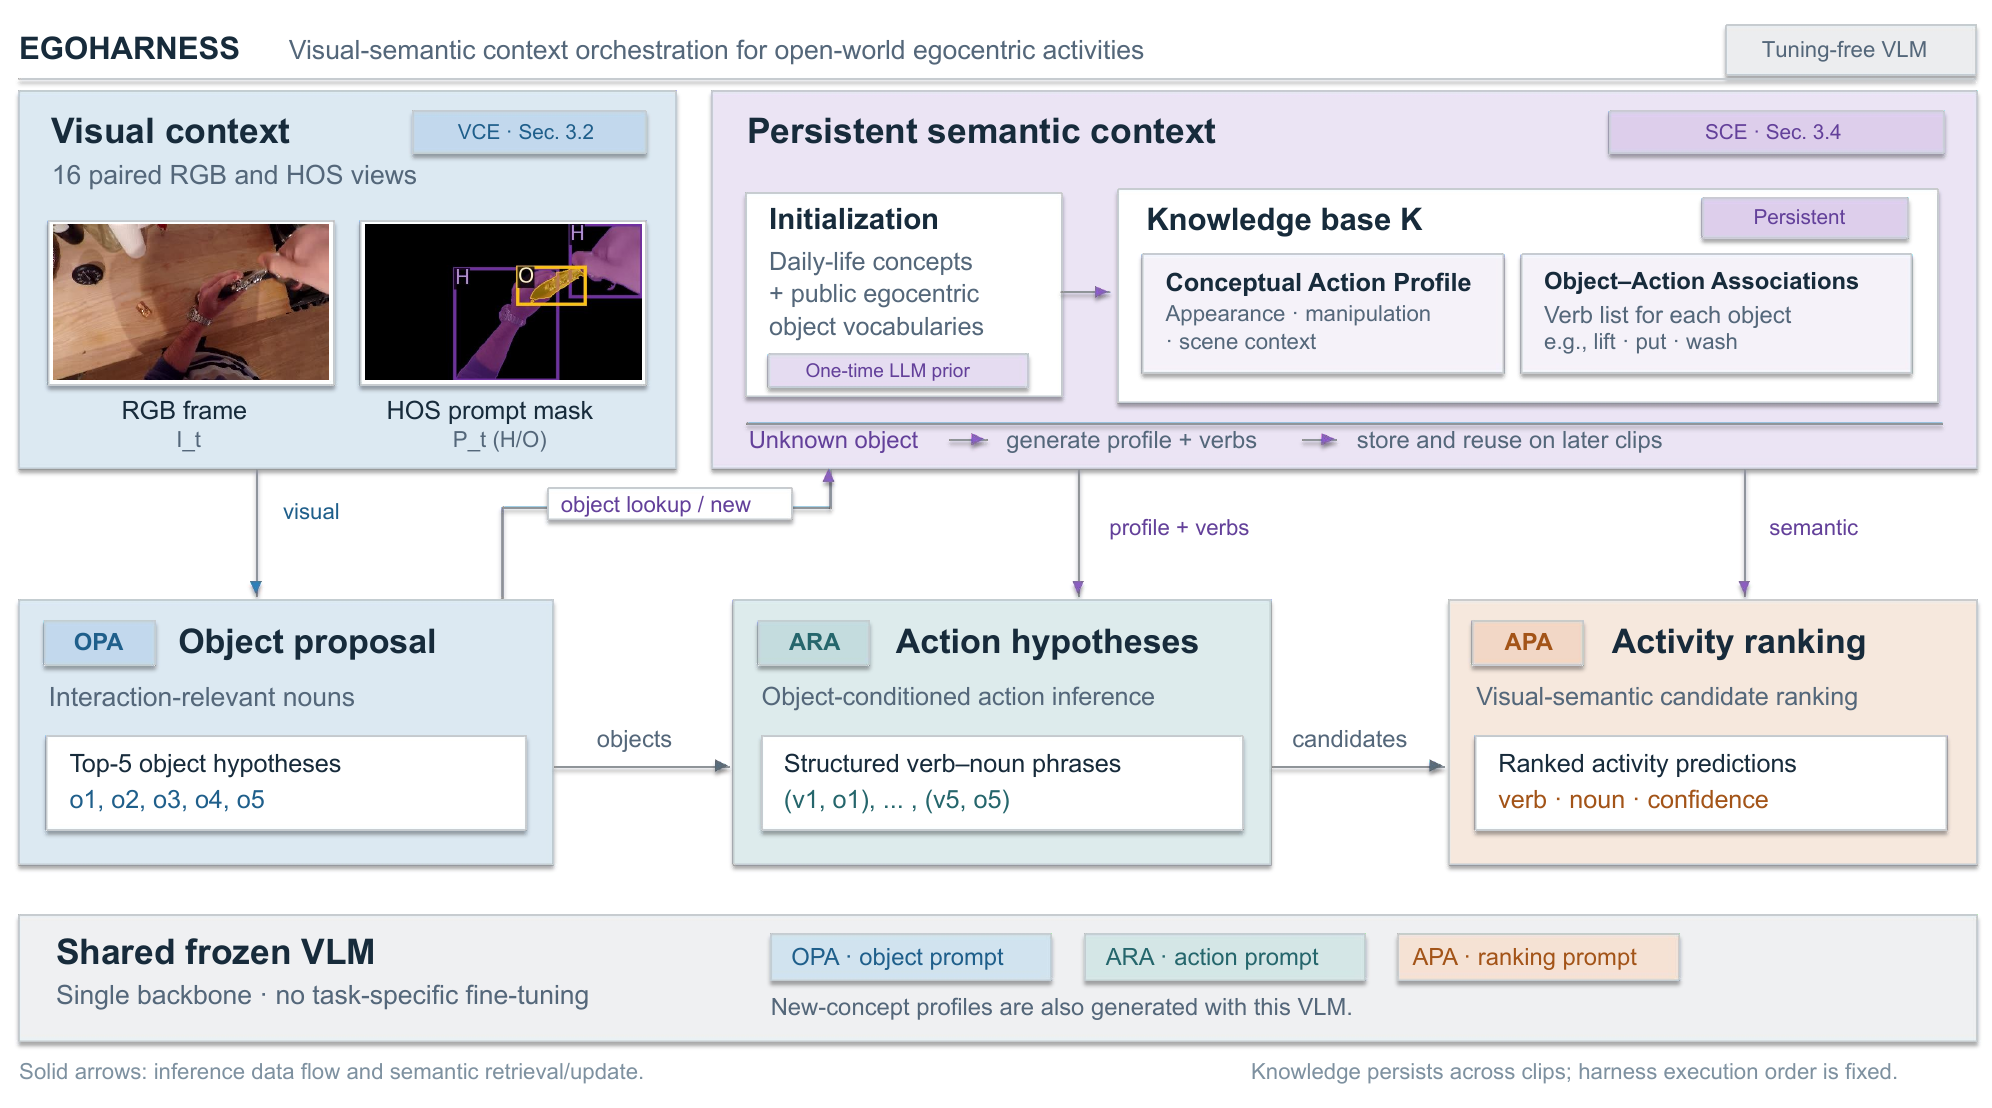 EGOHARNESS
Visual-semantic context orchestration for open-world egocentric activities
Tuning-free VLM
Visual context
VCE · Sec. 3.2
16 paired RGB and HOS views
H
H
O
RGB frame
I_t
HOS prompt mask
P_t (H/O)
Persistent semantic context
SCE · Sec. 3.4
Initialization
Daily-life concepts
+ public egocentric
object vocabularies
One-time LLM prior
Knowledge base K
Persistent
Conceptual Action Profile
Appearance · manipulation
· scene context
Object–Action Associations
Verb list for each object
e.g., lift · put · wash
Unknown object
generate profile + verbs
store and reuse on later clips
visual
object lookup / new
profile + verbs
semantic
OPA
Object proposal
Interaction-relevant nouns
Top-5 object hypotheses
o1, o2, o3, o4, o5
objects
ARA
Action hypotheses
Object-conditioned action inference
Structured verb–noun phrases
(v1, o1), ... , (v5, o5)
candidates
APA
Activity ranking
Visual-semantic candidate ranking
Ranked activity predictions
verb · noun · confidence
Shared frozen VLM
Single backbone · no task-specific fine-tuning
OPA · object prompt
ARA · action prompt
APA · ranking prompt
New-concept profiles are also generated with this VLM.
Solid arrows: inference data flow and semantic retrieval/update.
Knowledge persists across clips; harness execution order is fixed.